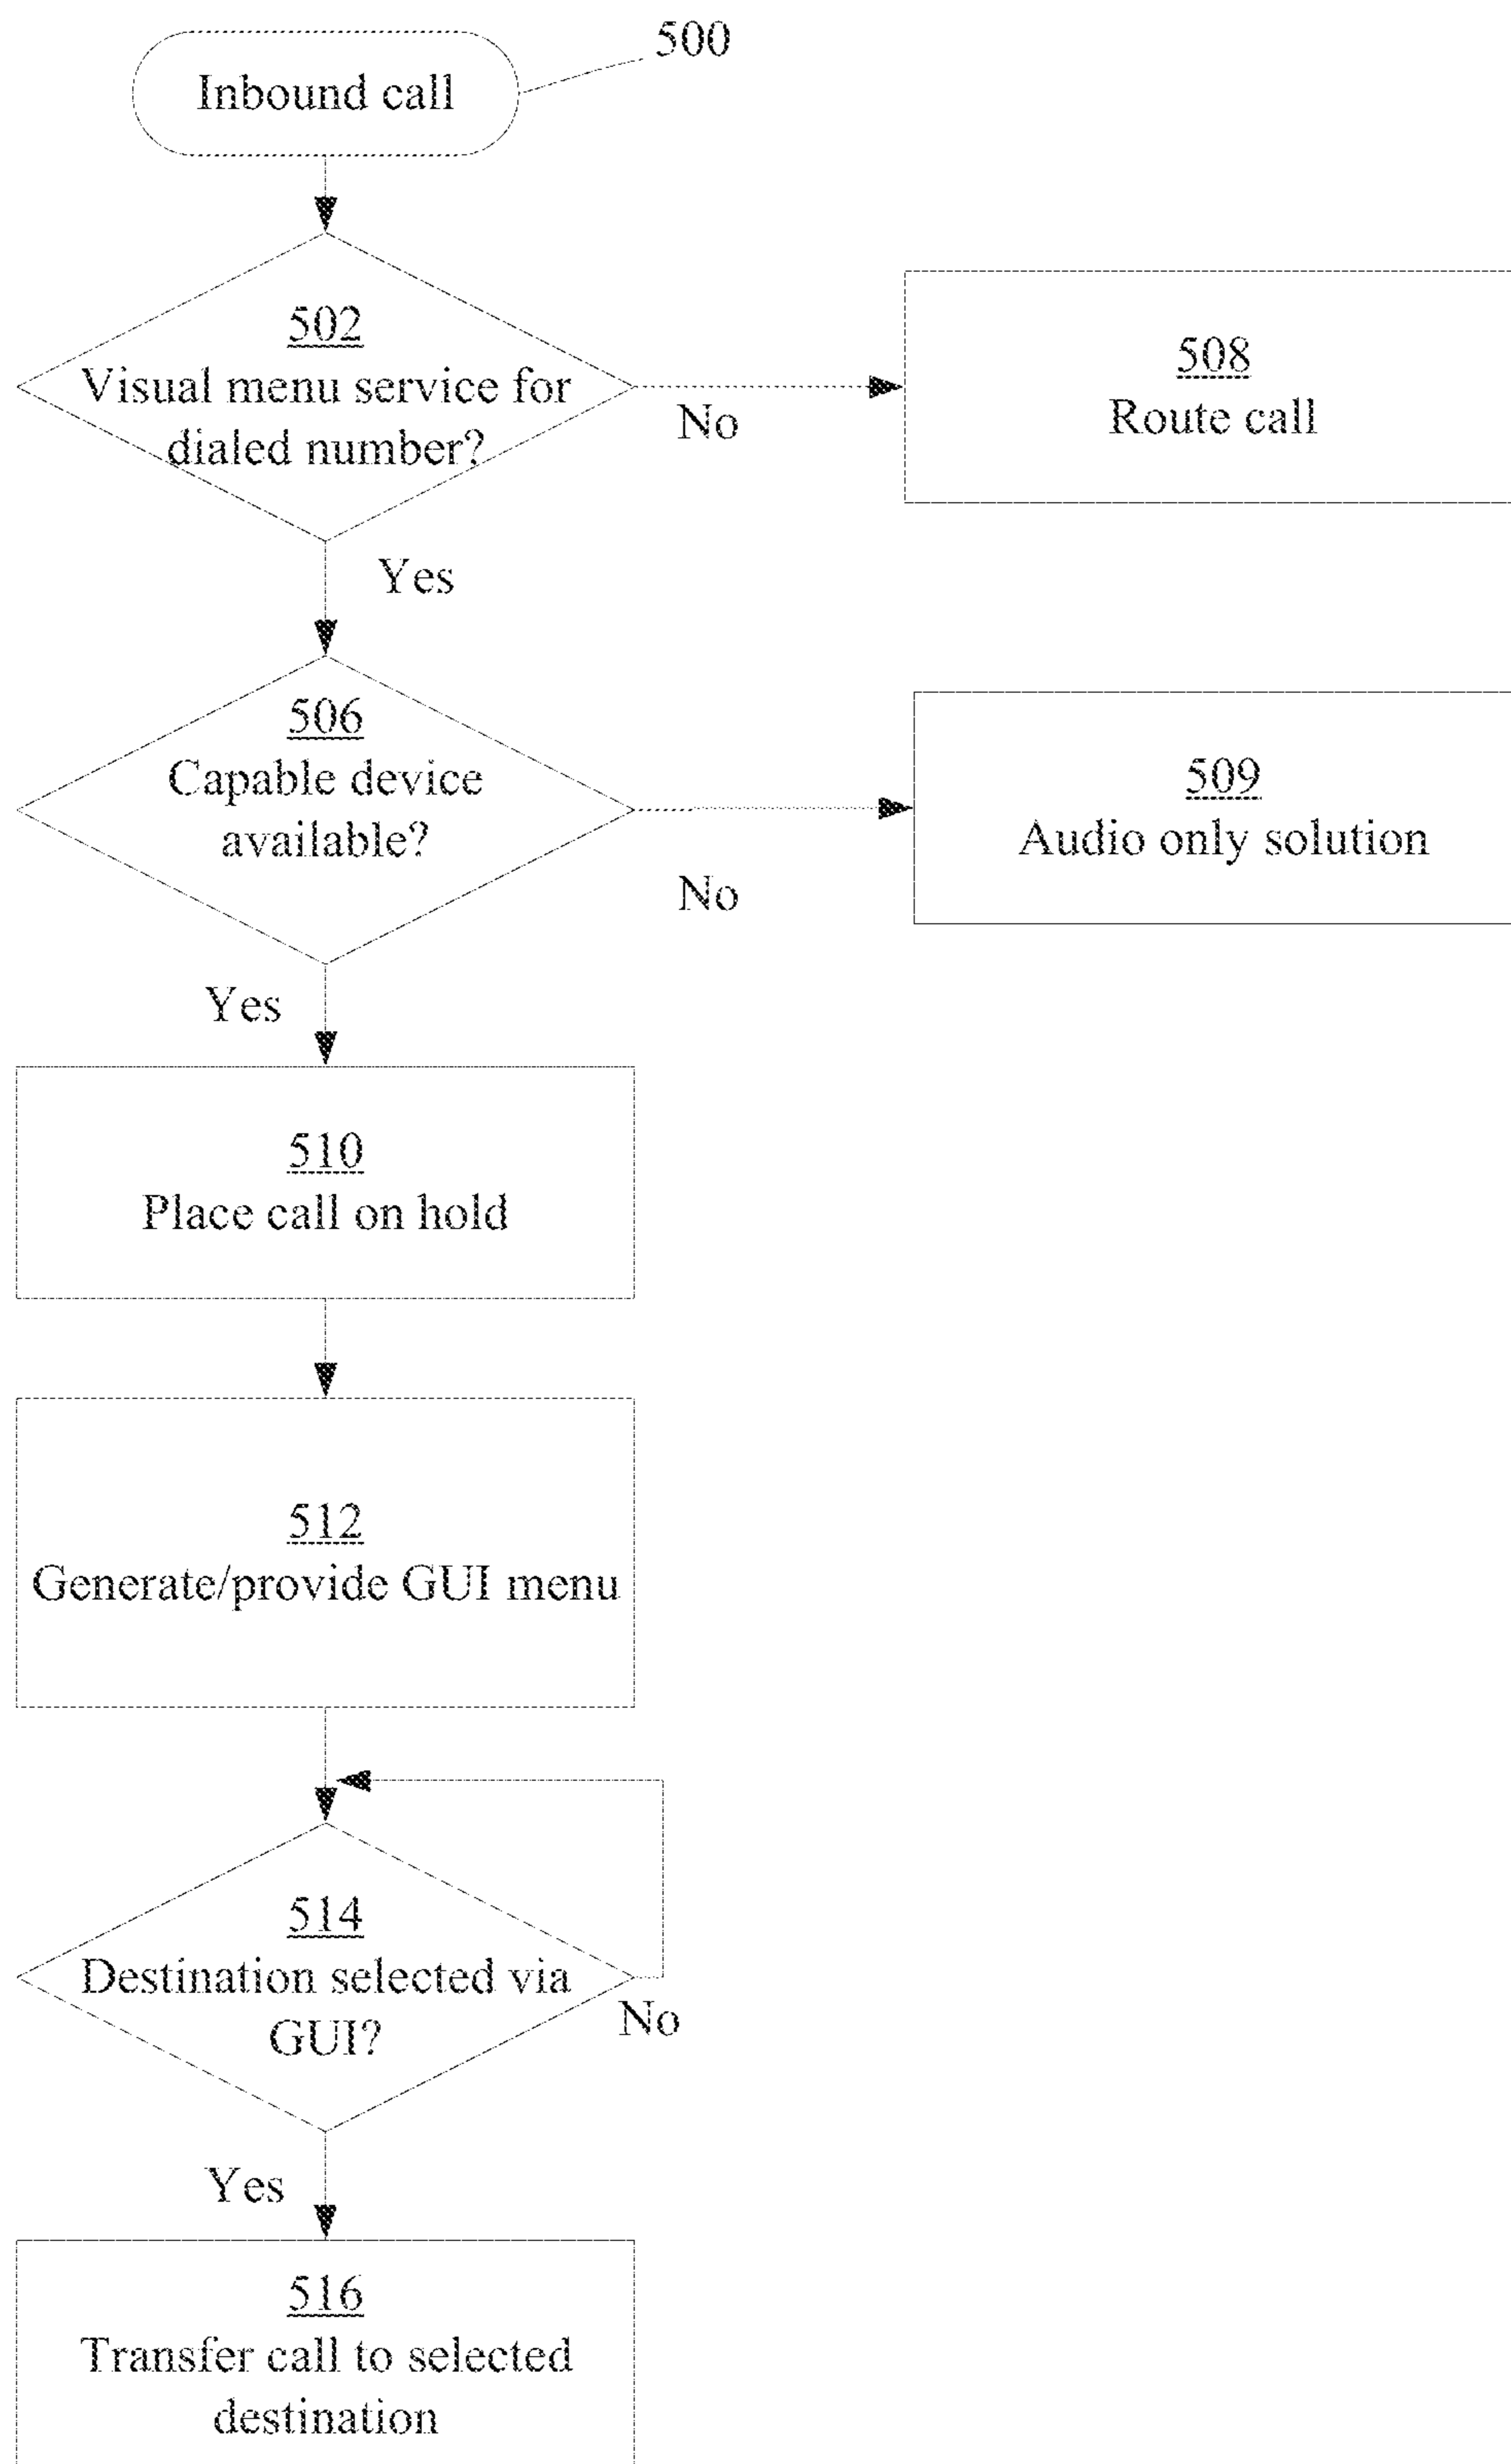 500
Inbound call
502
Visual menu service for
dialed number?
No
508
Route call
Yes
506
Capable device
available?
No
509
Audio only solution
Yes
510
Place call on hold
512
Generate/provide GUI menu
514
Destination selected via
GUI?
No
Yes
516
Transfer call to selected
destination